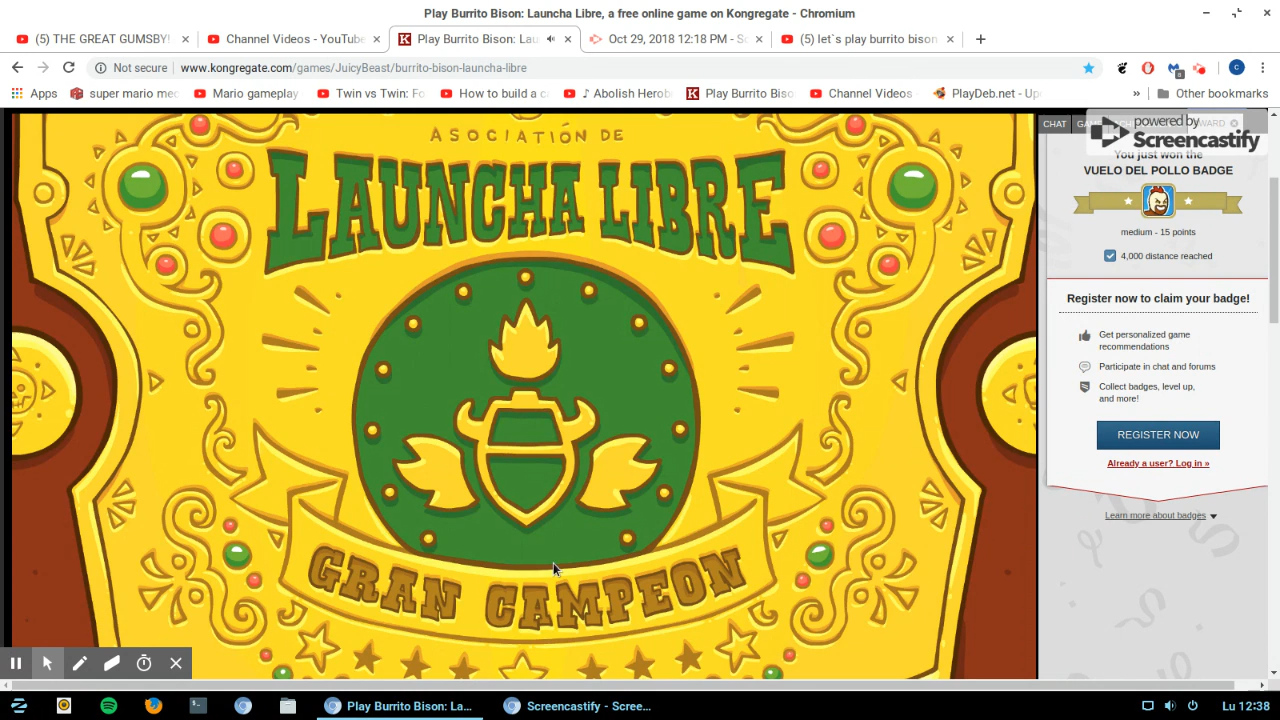 Play Burrito Bison: Launcha Libre, a free online game on Kongregate - Chromium
(5) THE GREAT GUMSBY!
Channel Videos - YouTube
Play Burrito Bison: Lau
Oct 29, 2018 12:18 PM - Sc
(5) let`s play burrito bison
Not secure
www.kongregate.com/games/JuicyBeast/burrito-bison-launcha-libre
Apps
super mario mec
Mario gameplay
Twin vs Twin: Fo
How to build a c
♪ Abolish Herob
Play Burrito Biso
Channel Videos
PlayDeb.net - Up
»
Other bookmarks
ASOCIATIÓN DE
LAUNCHA LIBRE
GRAN CAMPEON
CHAT
powered by
Screencastify
You just won the
VUELO DEL POLLO BADGE
medium - 15 points
4,000 distance reached
Register now to claim your badge!
Get personalized game
recommendations
Participate in chat and forums
Collect badges, level up,
and more!
REGISTER NOW
Already a user? Log in »
Learn more about badges
Play Burrito Bison: La...
Screencastify - Scree...
Lu 12:38